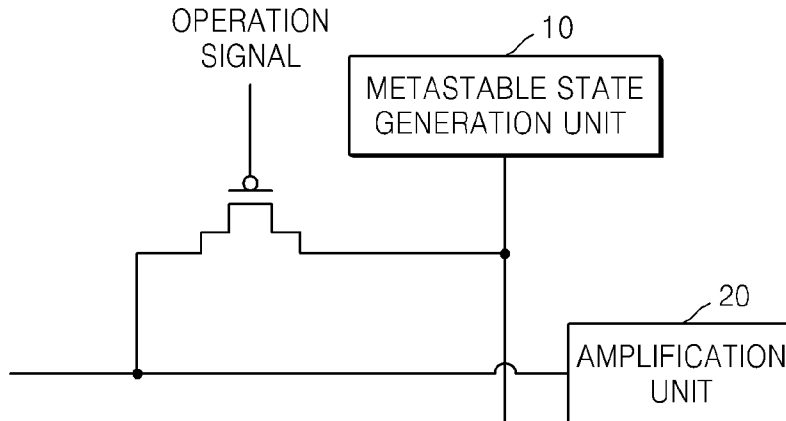 OPERATION
SIGNAL
10
METASTABLE STATE
GENERATION UNIT
20
AMPLIFICATION
UNIT